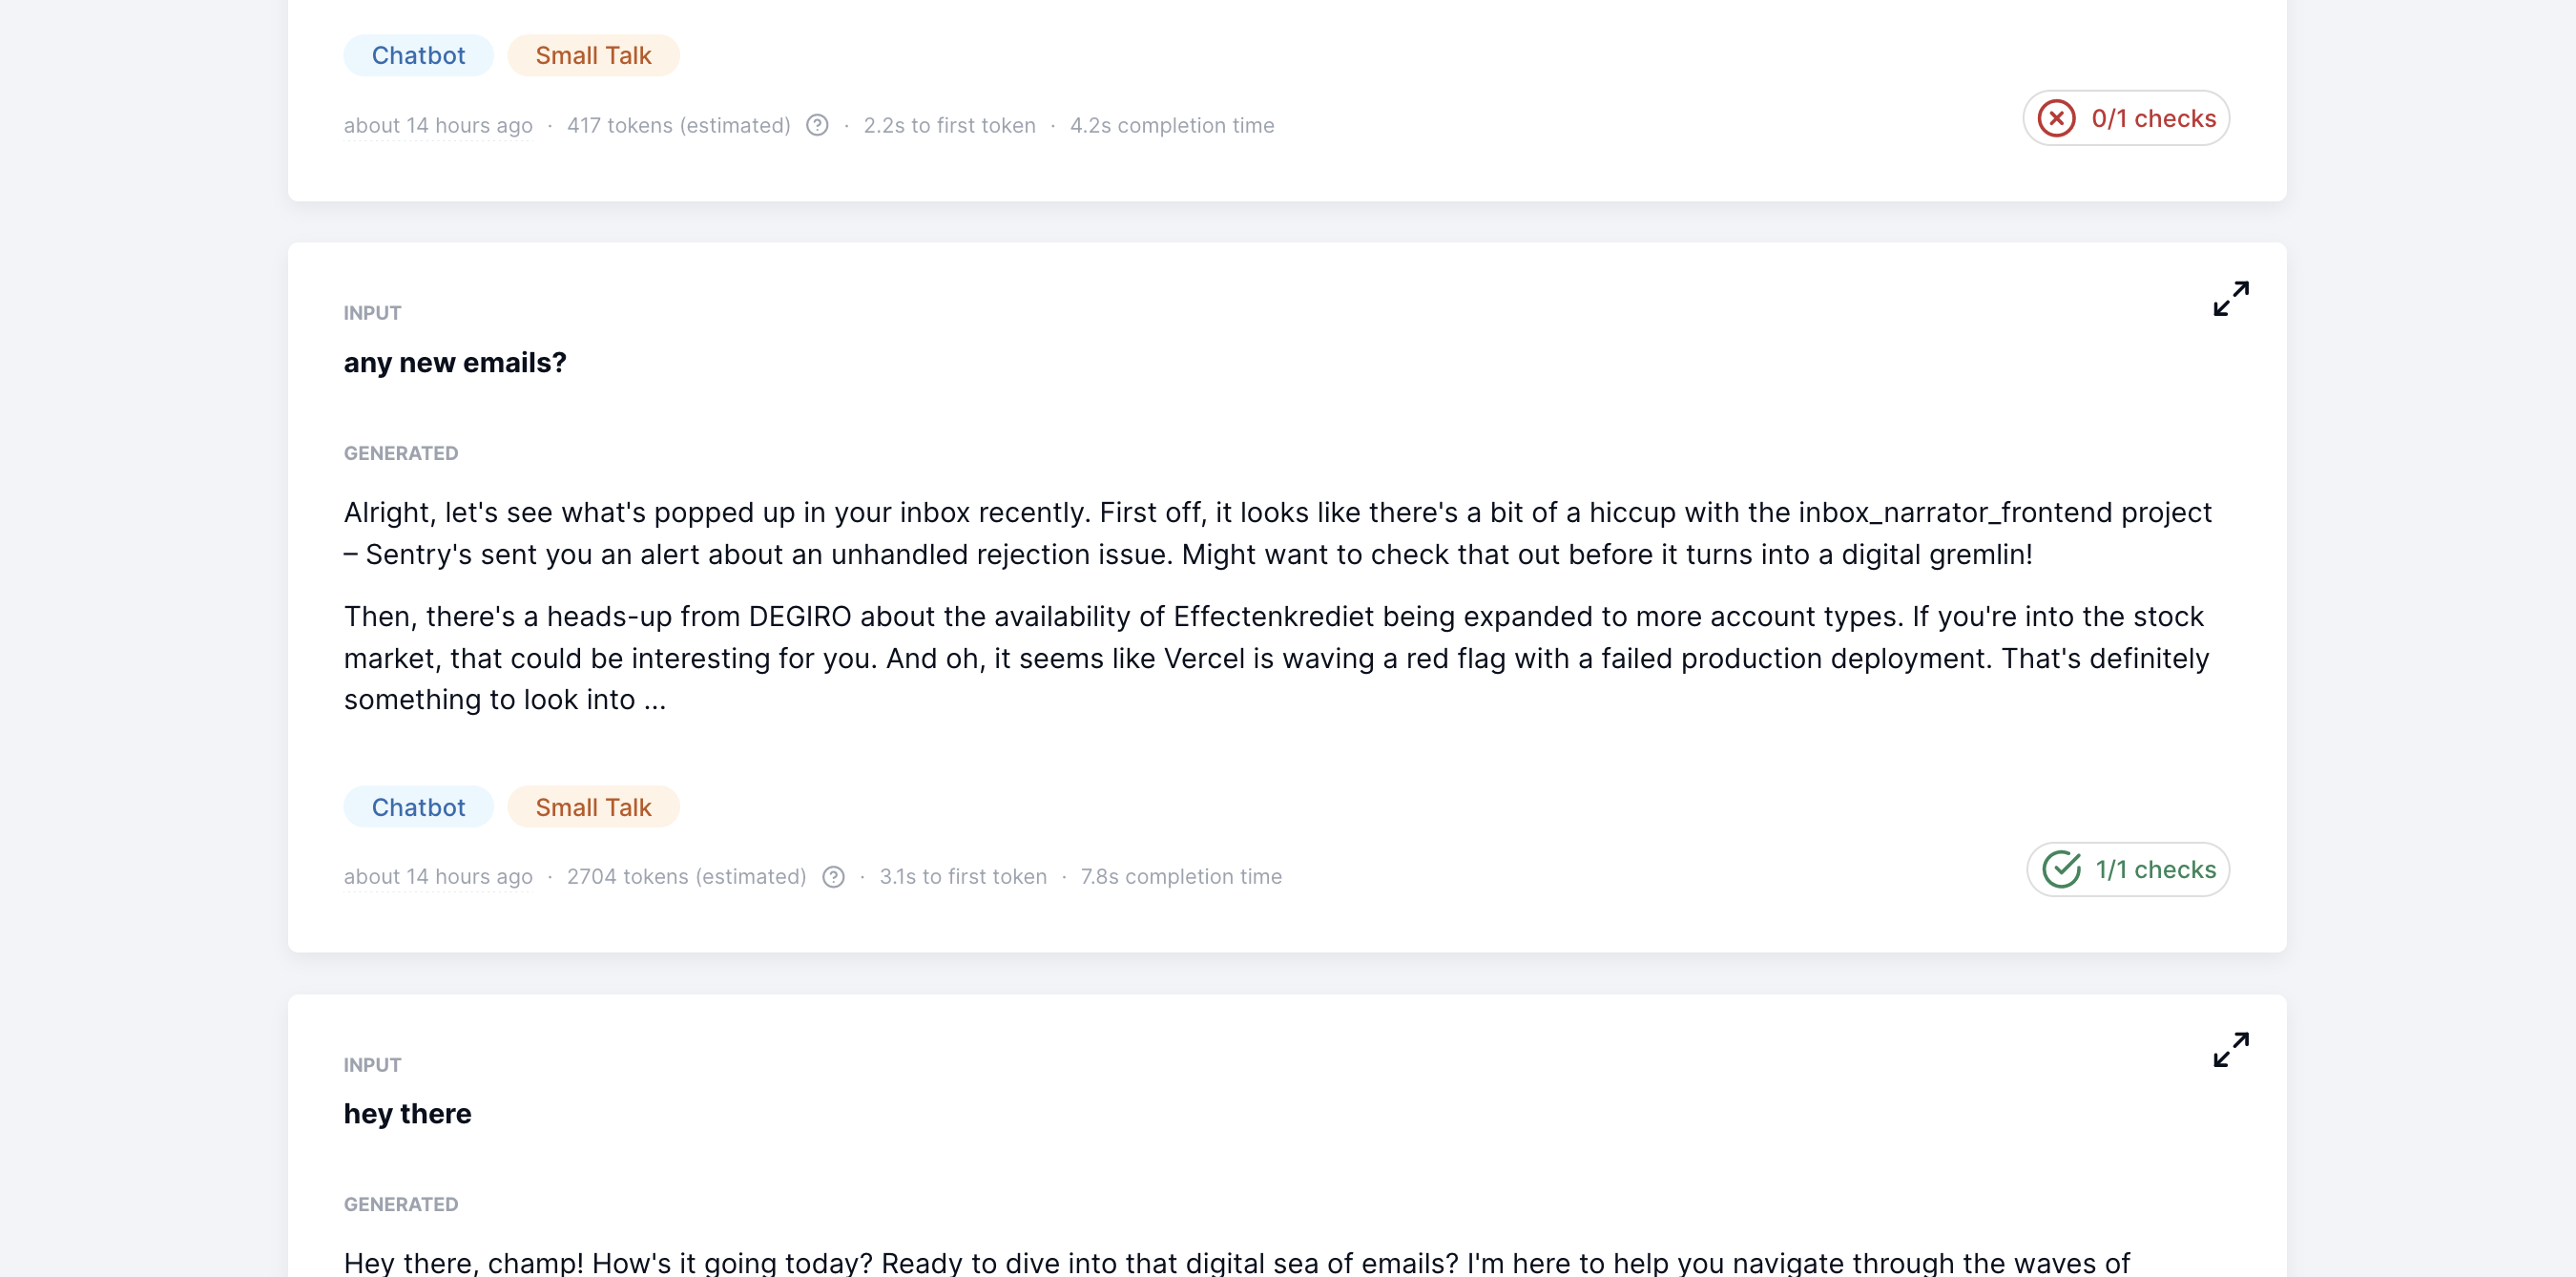 Chatbot Small Talk
about 14 hours ago · 417 tokens (estimated) ? · 2.2s to first token · 4.2s completion time
0/1 checks
INPUT
any new emails?
GENERATED
Alright, let's see what's popped up in your inbox recently. First off, it looks like there's a bit of a hiccup with the inbox_narrator_frontend project
– Sentry's sent you an alert about an unhandled rejection issue. Might want to check that out before it turns into a digital gremlin!
Then, there's a heads-up from DEGIRO about the availability of Effectenkrediet being expanded to more account types. If you're into the stock
market, that could be interesting for you. And oh, it seems like Vercel is waving a red flag with a failed production deployment. That's definitely
something to look into ...
Chatbot Small Talk
about 14 hours ago · 2704 tokens (estimated) ? · 3.1s to first token · 7.8s completion time
1/1 checks
INPUT
hey there
GENERATED
Hey there, champ! How's it going today? Ready to dive into that digital sea of emails? I'm here to help you navigate through the waves of